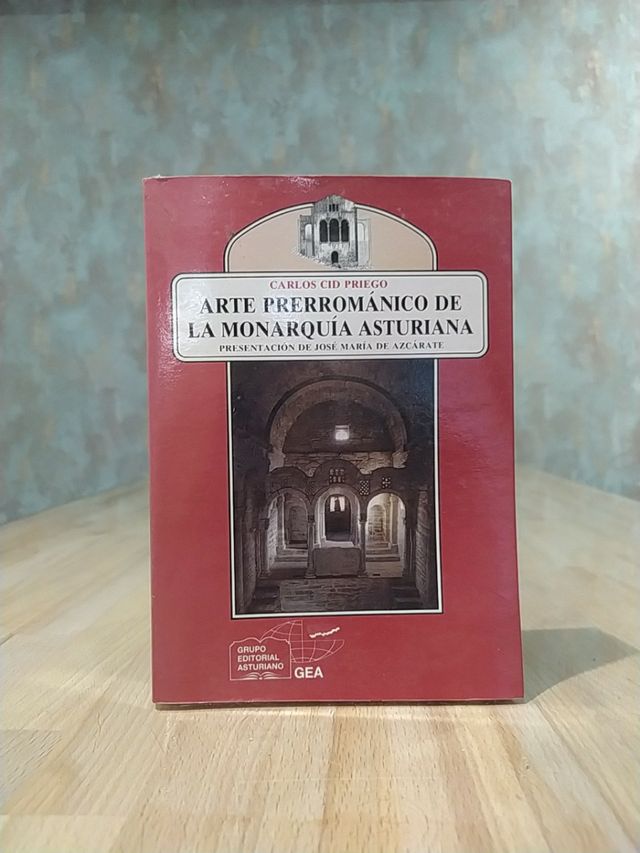 CARLOS CID PRIEGO
ARTE PRERROMÁNICO DE
LA MONARQUÍA ASTURIANA
PRESENTACIÓN DE JOSÉ MARÍA DE AZCÁRATE
GRUPO
EDITORIAL
ASTURIANO
GEA